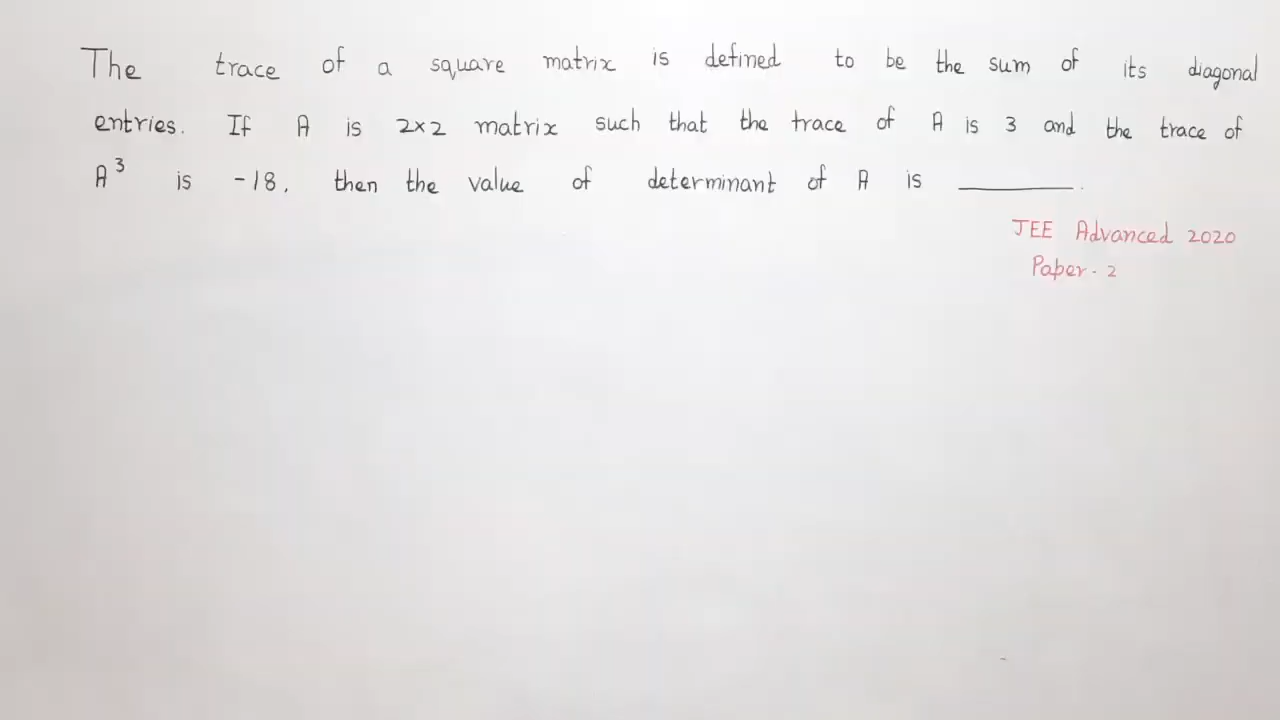 The trace of a square matrix is defined to be the sum of its diagonal
entries. If A is 2×2 matrix such that the trace of A is 3 and the trace of
A³ is -18, then the value of determinant of A is ______.
JEE Advanced 2020
Paper - 2